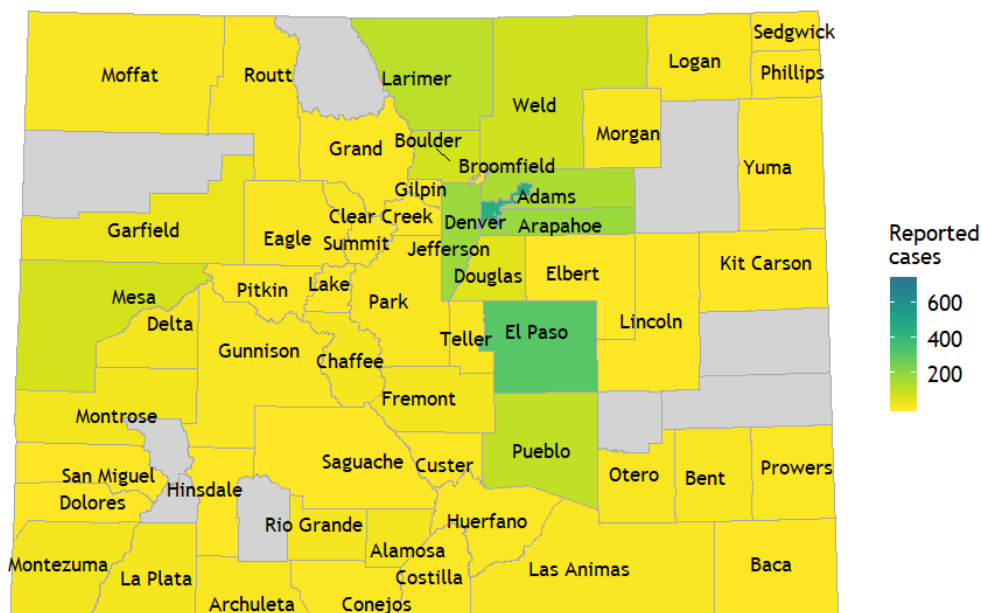 Sedgwick
Logan
Moffat
Routt
Larimer
Phillips
Weld
Morgan
Boulder
Grand
Broomfield
Yuma
Gilpin
Adams
Clear Creek
Denver
Arapahoe
Garfield
Eagle
Summit
Jefferson
Reported
cases
Kit Carson
Douglas
Elbert
Lake
Pitkin
Mesa
Park
600
Delta
Lincoln
El Paso
Teller
400
Gunnison
Chaffee
200
Fremont
Montrose
Pueblo
Saguache
Custer
Prowers
San Miguel
Otero
Bent
Hinsdale
Dolores
Rio Grande
Huerfano
Alamosa
Montezuma
La Plata
Costilla
Las Animas
Baca
Archuleta
Conejos